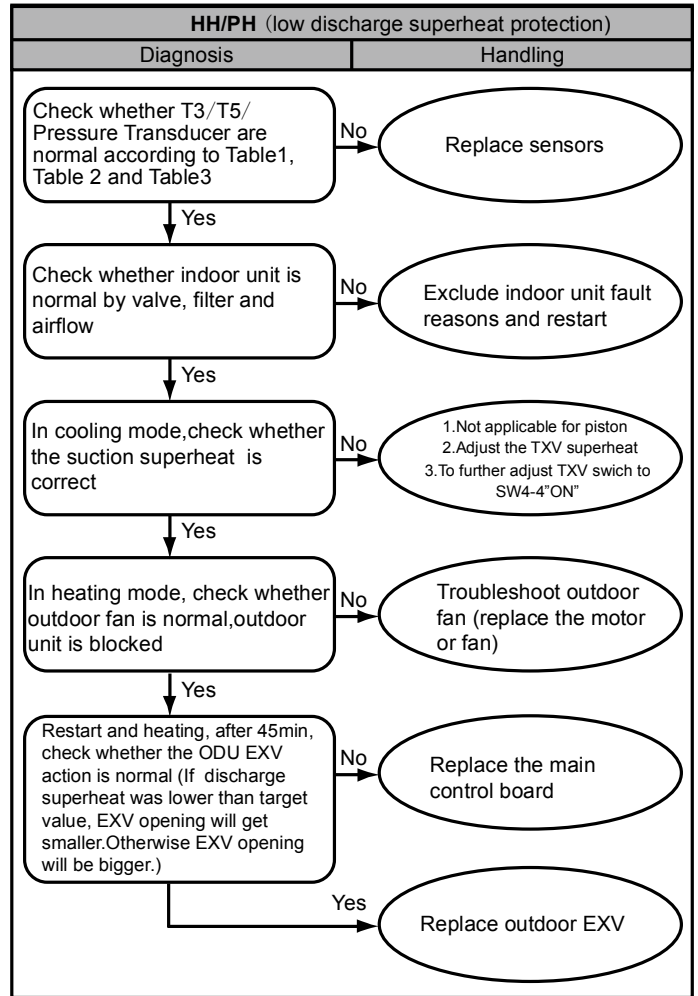 HH/PH（low discharge superheat protection)
Diagnosis
Handling
Check whether T3/T5/
Pressure Transducer are
normal according to Table1,
Table 2 and Table3
No
Replace sensors
Yes
Check whether indoor unit is
normal by valve, filter and
airflow
No
Exclude indoor unit fault
reasons and restart
Yes
In cooling mode,check whether
the suction superheat is
correct
No
1.Not applicable for piston
2.Adjust the TXV superheat
3.To further adjust TXV swich to
SW4-4”ON”
Yes
In heating mode, check whether
outdoor fan is normal,outdoor
unit is blocked
No
Troubleshoot outdoor
fan (replace the motor
or fan)
Yes
Restart and heating, after 45min,
check whether the ODU EXV
action is normal (If discharge
superheat was lower than target
value, EXV opening will get
smaller.Otherwise EXV opening
will be bigger.)
No
Replace the main
control board
Yes
Replace outdoor EXV